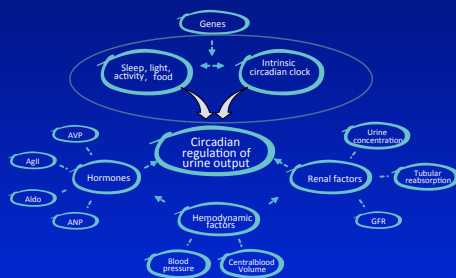 Genes
Sleep, light,
activity, food
Intrinsic
circadian clock
Circadian
regulation of
urine output
AVP
AgII
Aldo
ANP
Hormones
Urine
concentration
Tubular
reabsorption
Renal factors
GFR
Hemodynamic
factors
Blood
pressure
Centralblood
Volume